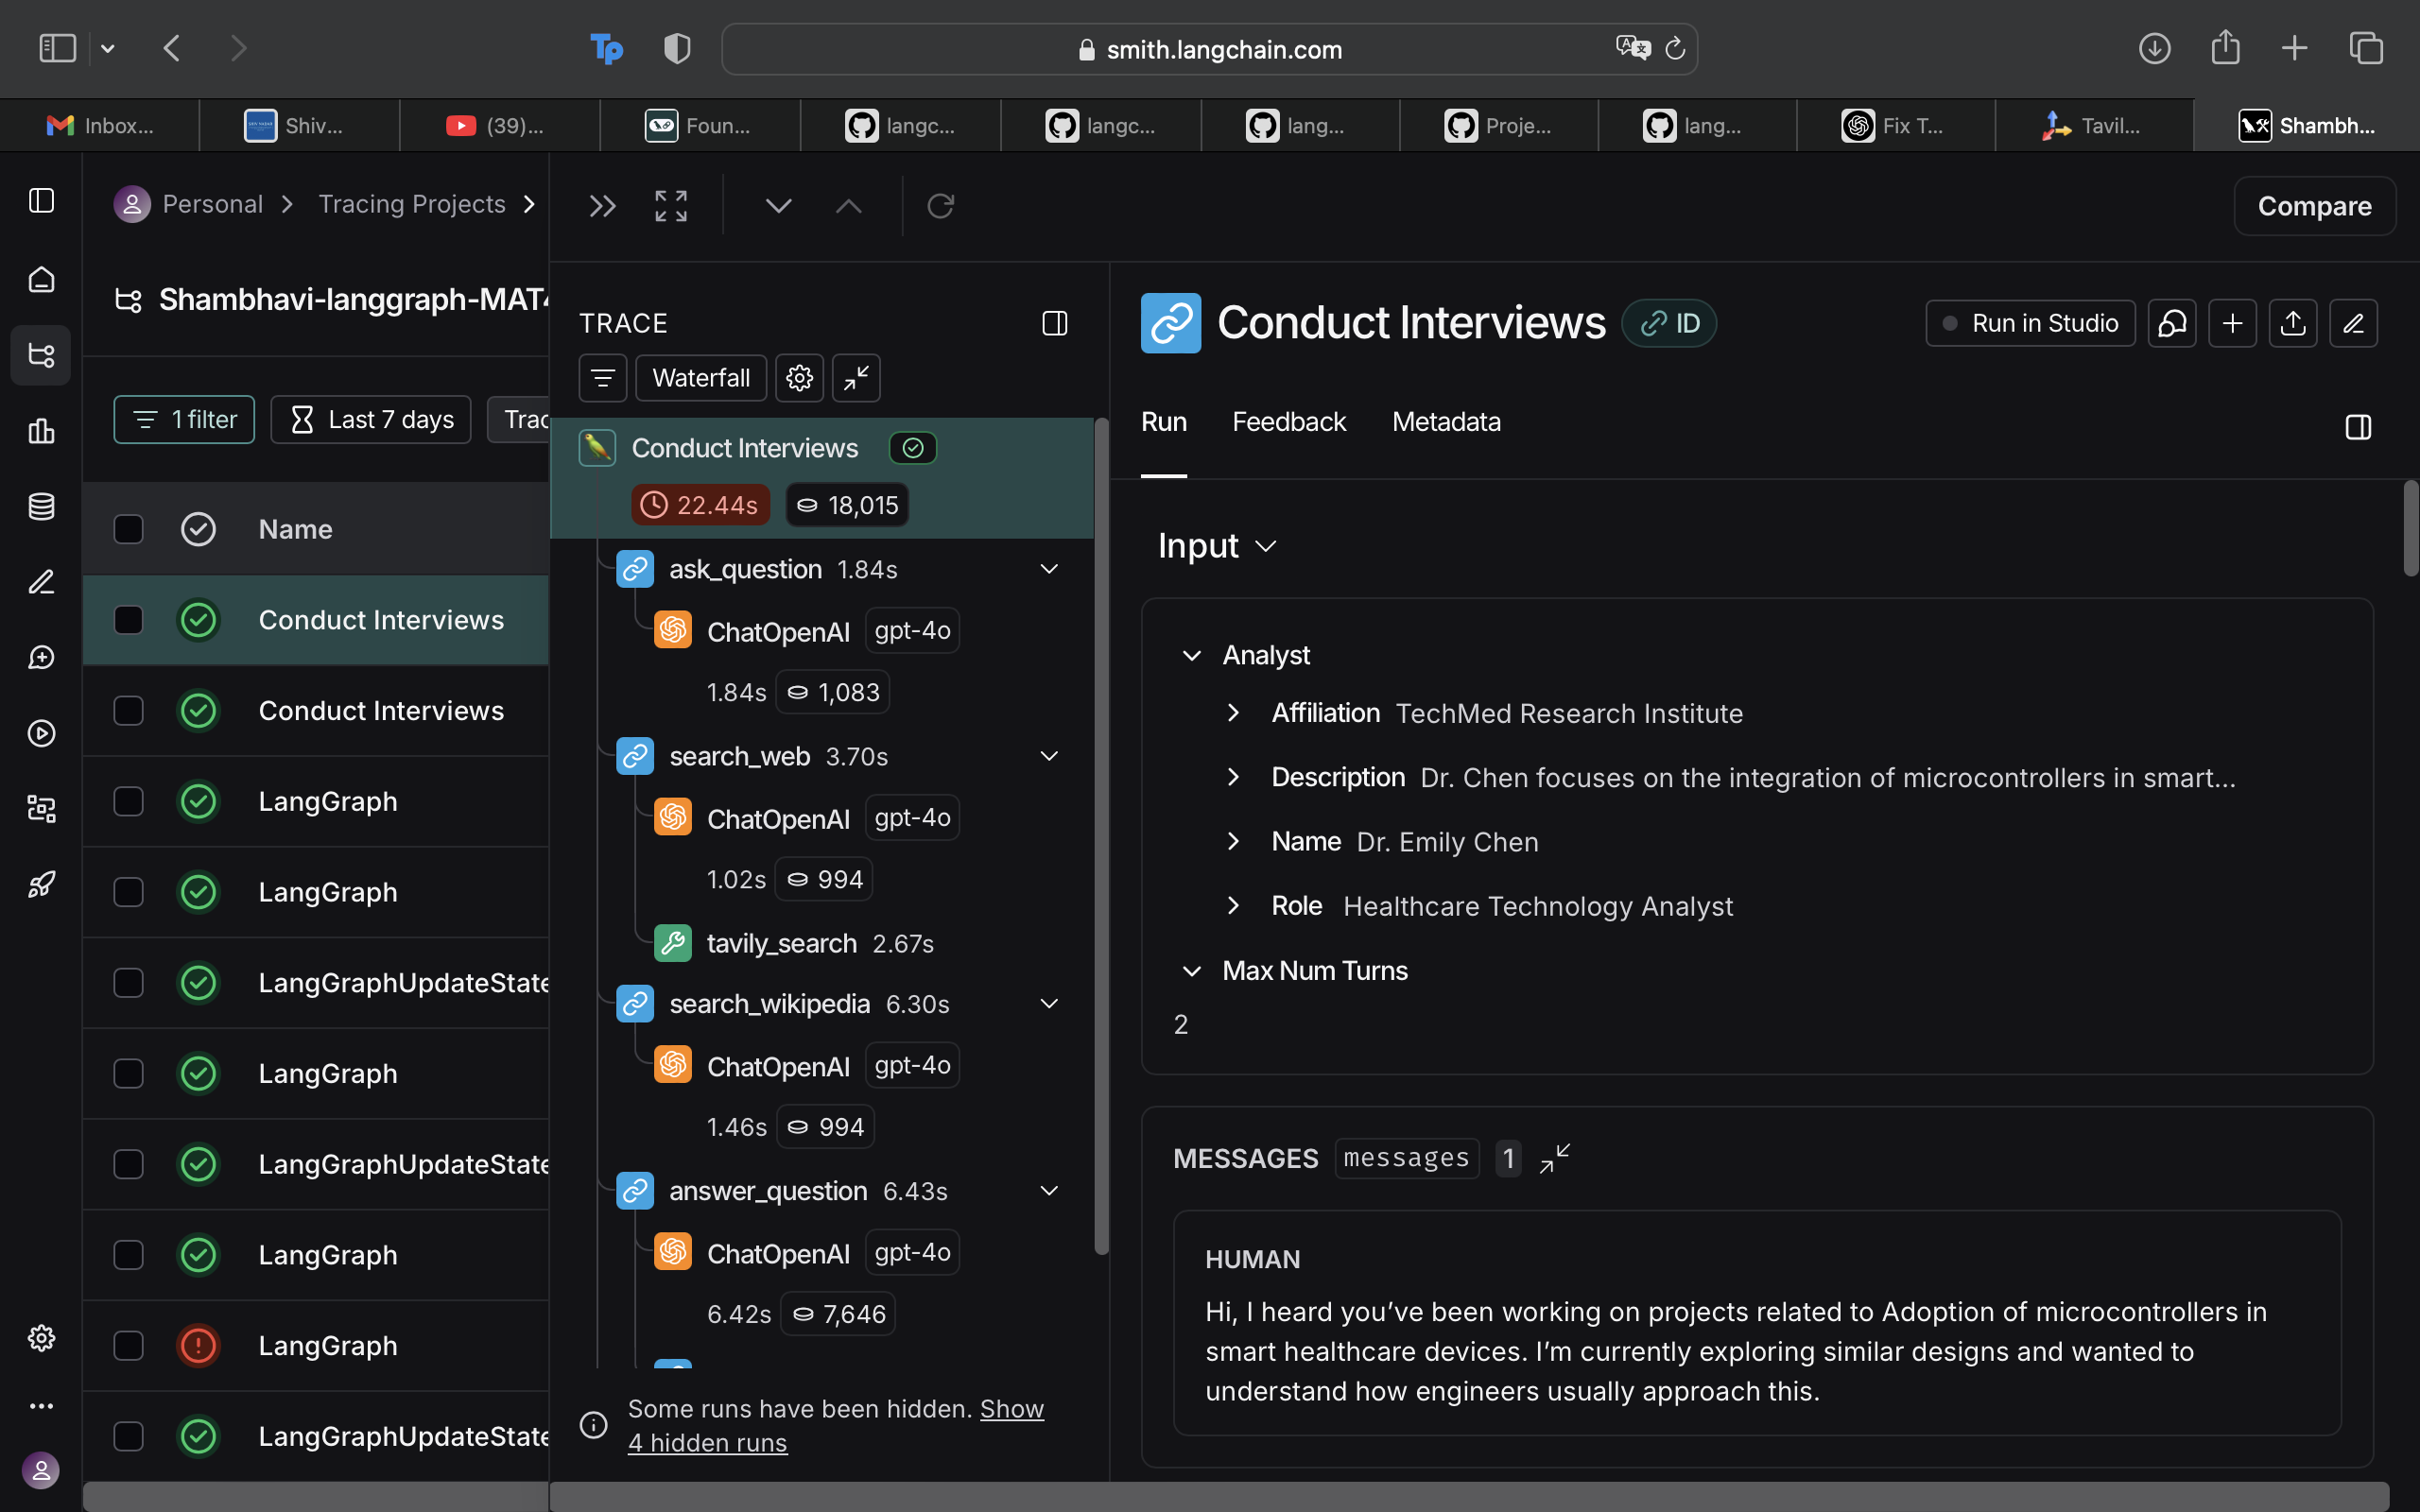 smith.langchain.com
Inbox...
Shiv...
(39)...
Foun...
langc...
langc...
lang...
Proje...
lang...
Fix T...
Tavil...
Shambh...
Personal
Tracing Projects
Shambhavi-langgraph-MAT
1 filter
Last 7 days
Trac
Name
Conduct Interviews
Conduct Interviews
LangGraph
LangGraph
LangGraphUpdateState
LangGraph
LangGraphUpdateState
LangGraph
LangGraph
LangGraphUpdateState
Compare
TRACE
Waterfall
Conduct Interviews
22.44s 18,015
ask_question 1.84s
ChatOpenAI gpt-4o
1.84s 1,083
search_web 3.70s
ChatOpenAI gpt-4o
1.02s 994
tavily_search 2.67s
search_wikipedia 6.30s
ChatOpenAI gpt-4o
1.46s 994
answer_question 6.43s
ChatOpenAI gpt-4o
6.42s 7,646
Some runs have been hidden. Show
4 hidden runs
Conduct Interviews ID
Run in Studio
Run Feedback Metadata
Input
Analyst
Affiliation TechMed Research Institute
Description Dr. Chen focuses on the integration of microcontrollers in smart...
Name Dr. Emily Chen
Role Healthcare Technology Analyst
Max Num Turns
2
MESSAGES messages 1
HUMAN
Hi, I heard you’ve been working on projects related to Adoption of microcontrollers in
smart healthcare devices. I’m currently exploring similar designs and wanted to
understand how engineers usually approach this.